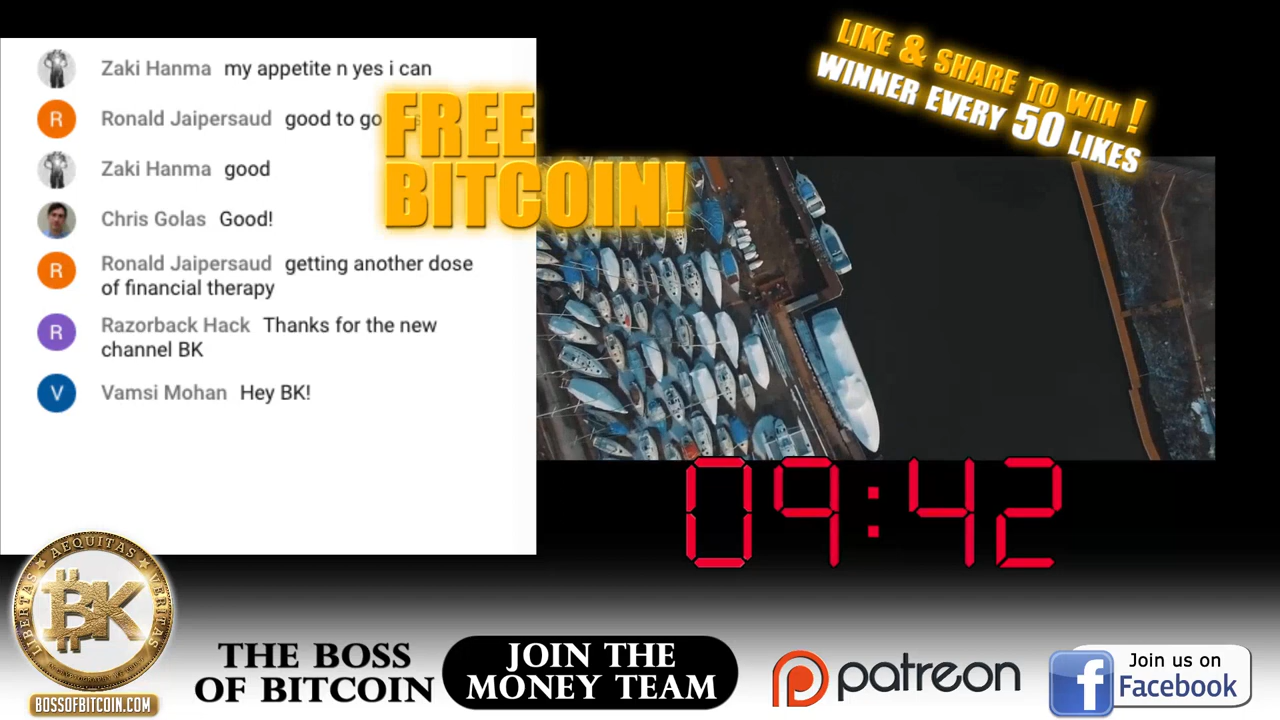 Zaki Hanma my appetite n yes i can
Ronald Jaipersaud good to go
Zaki Hanma good
Chris Golas Good!
Ronald Jaipersaud getting another dose
of financial therapy
Razorback Hack Thanks for the new
channel BK
Vamsi Mohan Hey BK!
R
R
R
V
FREE
BITCOIN!
LIKE & SHARE TO WIN !
WINNER EVERY 50 LIKES
09:42
AEQUITAS
LIBERTAS
VERITAS
BK
BOSSOFBITCOIN.COM
THE BOSS
OF BITCOIN
JOIN THE
MONEY TEAM
patreon
f
Join us on
Facebook